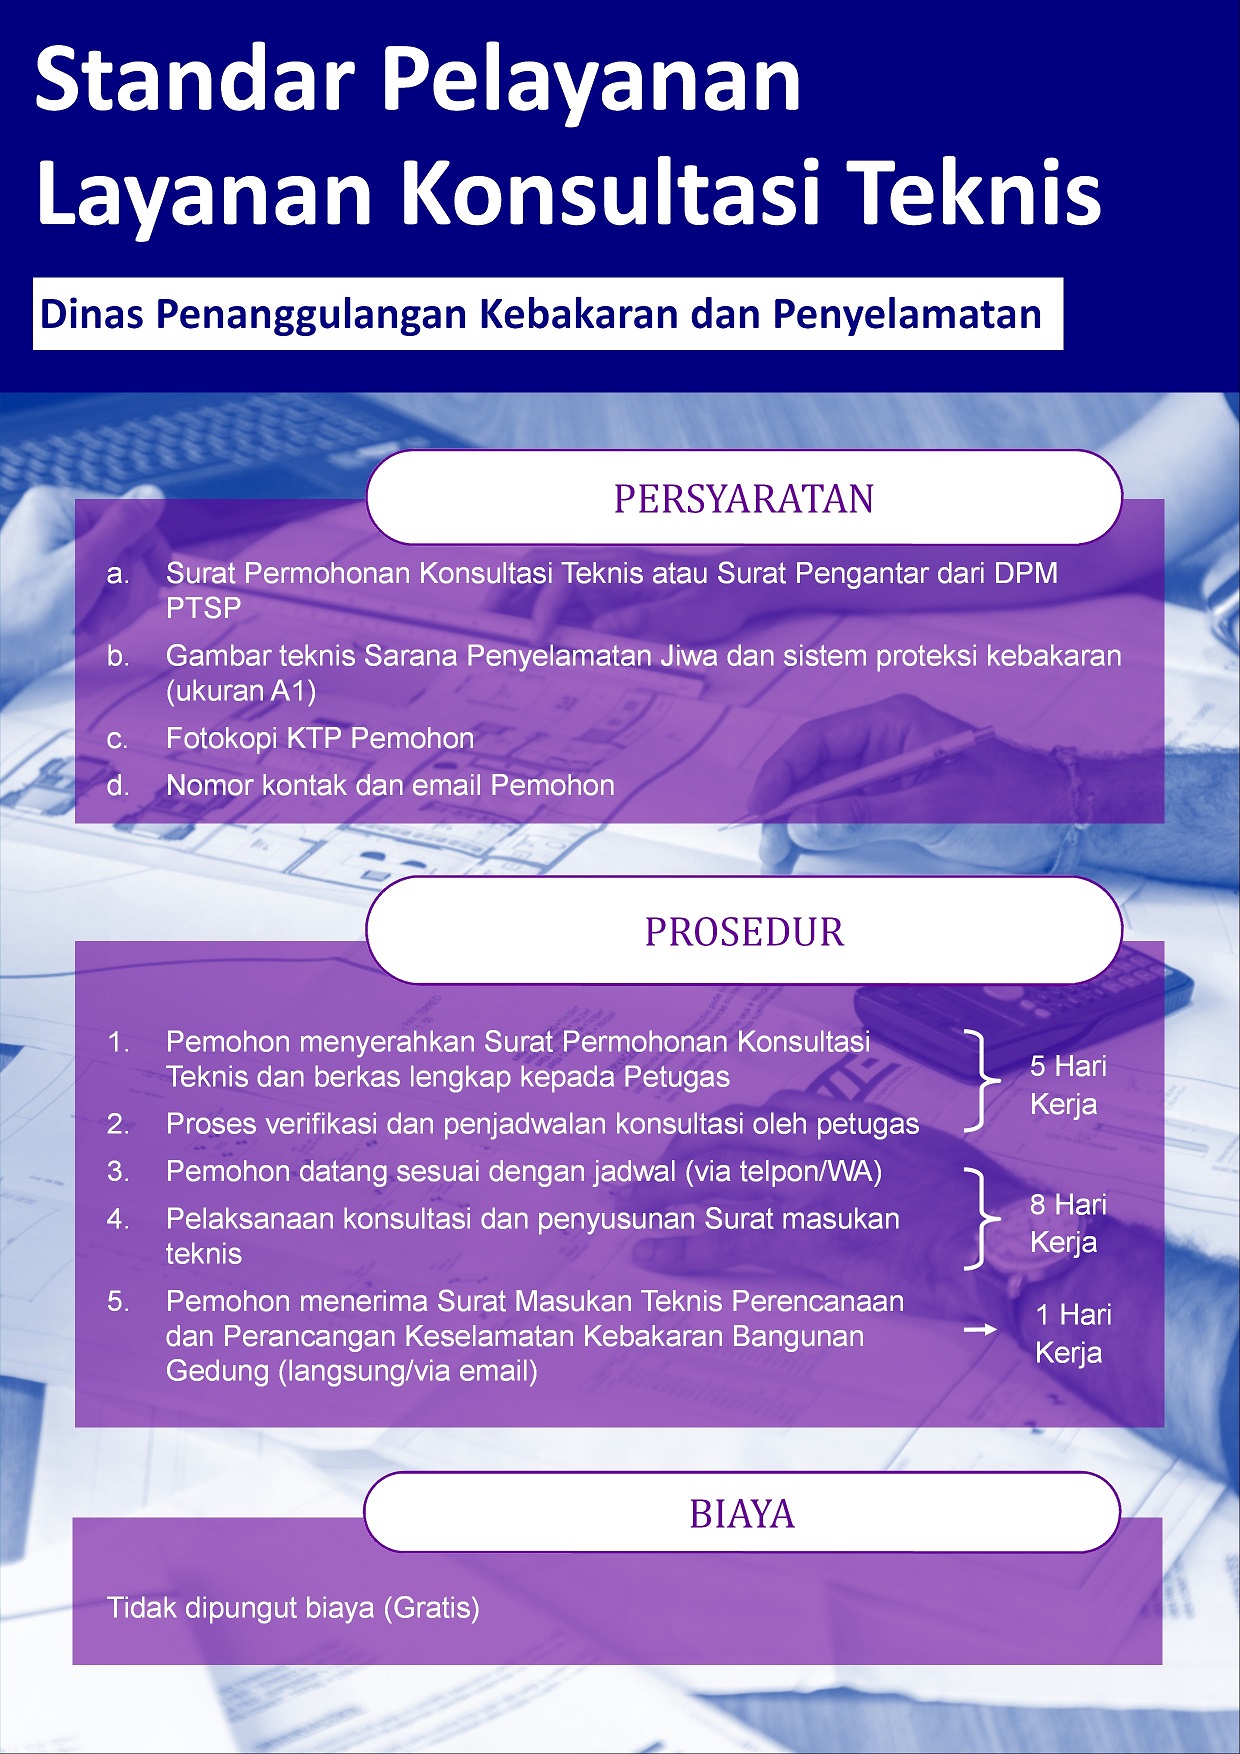 Standar Pelayanan
Layanan Konsultasi Teknis
Dinas Penanggulangan Kebakaran dan Penyelamatan
PERSYARATAN
a. Surat Permohonan Konsultasi Teknis atau Surat Pengantar dari DPM
PTSP
b. Gambar teknis Sarana Penyelamatan Jiwa dan sistem proteksi kebakaran
(ukuran A1)
c. Fotokopi KTP Pemohon
d. Nomor kontak dan email Pemohon
PROSEDUR
1. Pemohon menyerahkan Surat Permohonan Konsultasi
Teknis dan berkas lengkap kepada Petugas
2. Proses verifikasi dan penjadwalan konsultasi oleh petugas
5 Hari
Kerja
3. Pemohon datang sesuai dengan jadwal (via telpon/WA)
4. Pelaksanaan konsultasi dan penyusunan Surat masukan
teknis
8 Hari
Kerja
5. Pemohon menerima Surat Masukan Teknis Perencanaan
dan Perancangan Keselamatan Kebakaran Bangunan
Gedung (langsung/via email)
1 Hari
Kerja
BIAYA
Tidak dipungut biaya (Gratis)